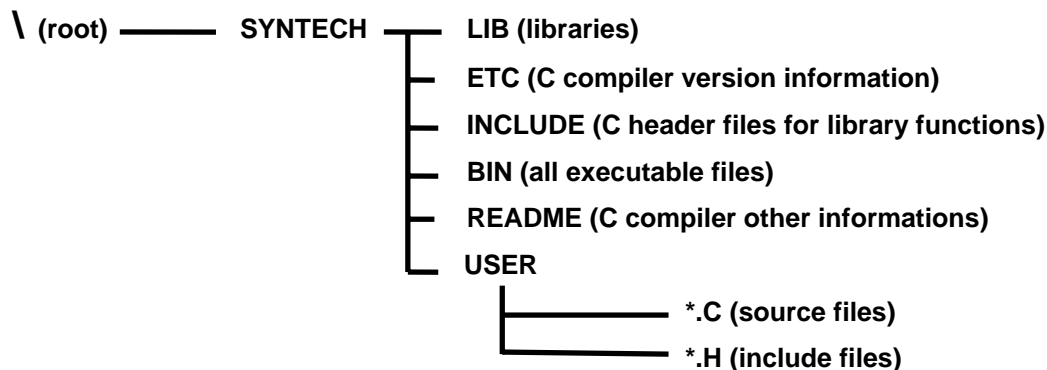 \ (root) SYNTECH LIB (libraries)
ETC (C compiler version information)
INCLUDE (C header files for library functions)
BIN (all executable files)
README (C compiler other informations)
USER
*.C (source files)
*.H (include files)